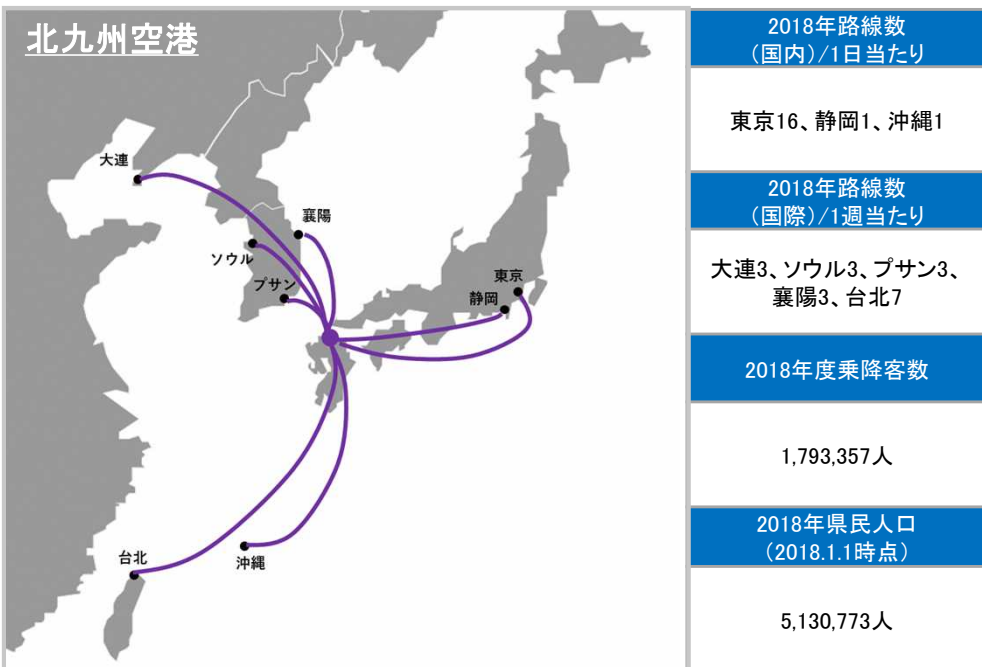 北九州空港
大連
襄陽
ソウル
プサン
東京
静岡
台北
沖縄
2018年路線数
(国内)/1日当たり
東京16、静岡1、沖縄1
2018年路線数
(国際)/1週当たり
大連3、ソウル3、プサン3、
襄陽3、台北7
2018年度乗降客数
1,793,357人
2018年県民人口
(2018.1.1時点)
5,130,773人